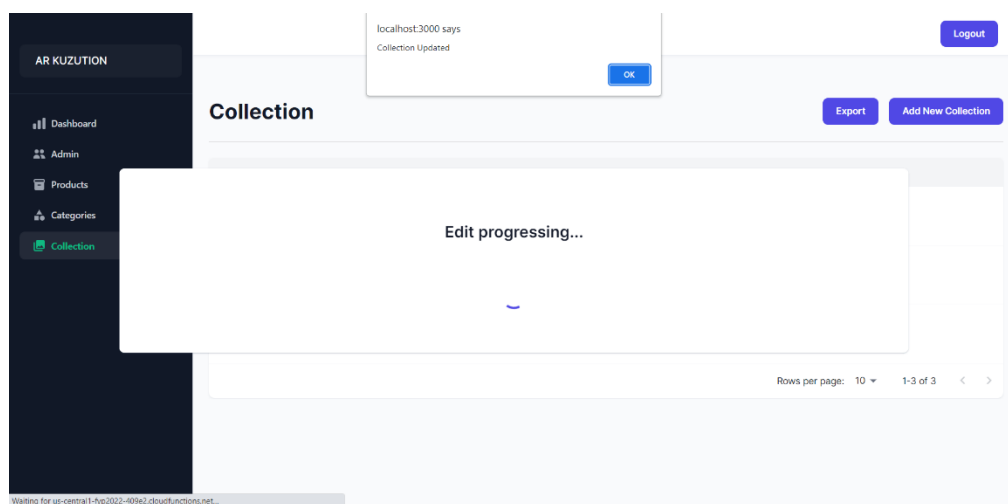 localhost:3000 says
Collection Updated
OK
Logout
AR KUZUTION
Dashboard
Admin
Products
Categories
Collection
Collection
Export
Add New Collection
Edit progressing...
Rows per page: 10
1-3 of 3
Waiting for us-central1-fyp2022-409e2.cloudfunctions.net...